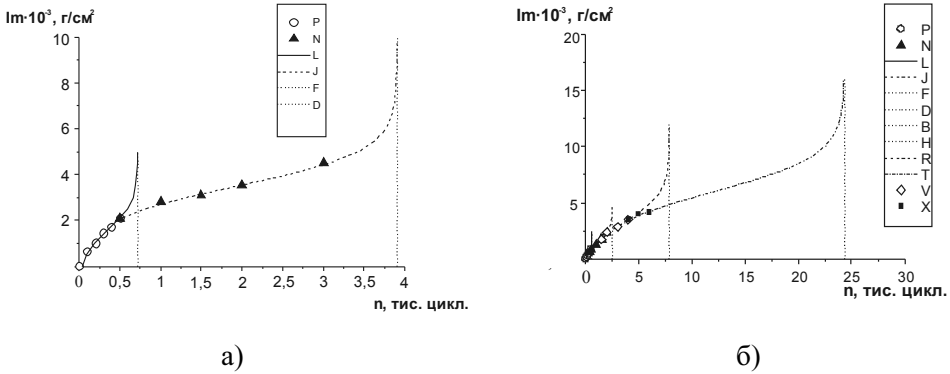 Im·10⁻³, г/см²
10
8
6
4
2
0
0,5
1
1,5
2
2,5
3
3,5
4
n, тис. цикл.
P
N
L
J
F
D
а)
Im·10⁻³, г/см²
20
15
10
5
0
0
5
10
15
20
25
30
n, тис. цикл.
P
N
L
J
F
D
B
H
R
T
V
X
б)